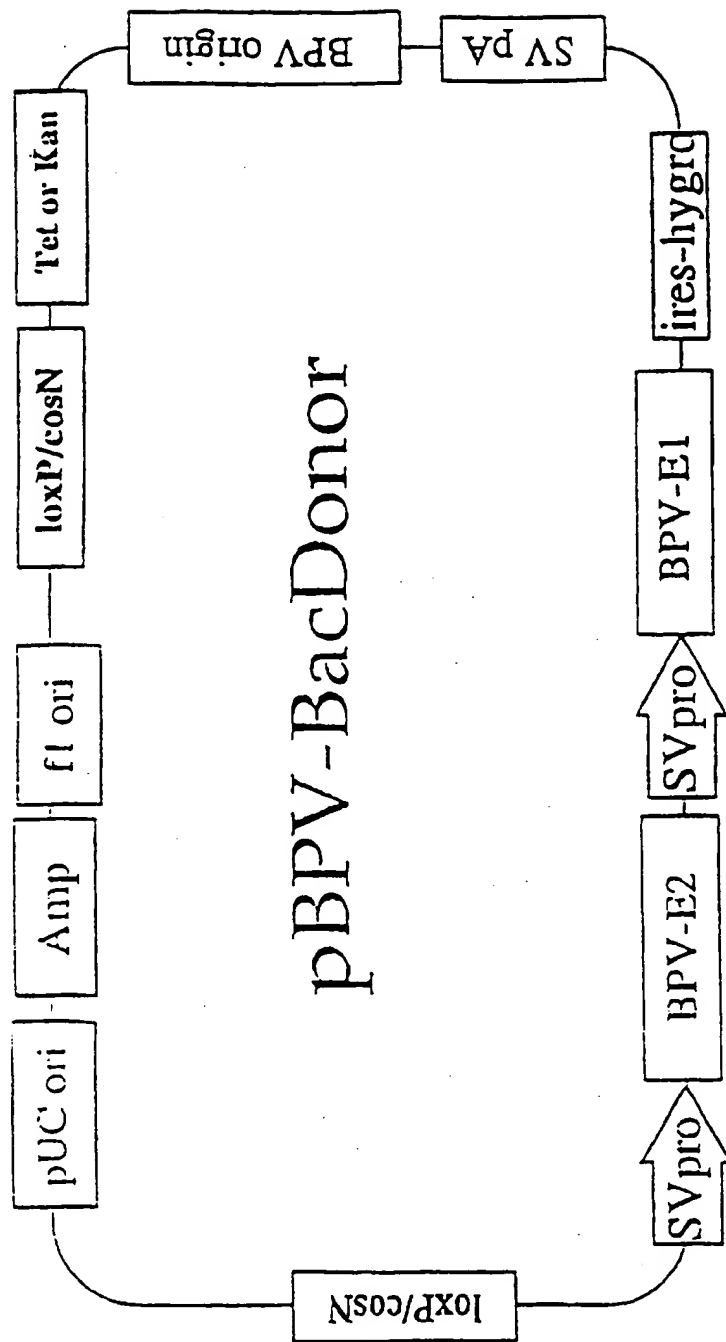 pUC ori
Amp
f1 ori
loxP/cosN
Tet or Kan
BPV origin
SV pA
ires-hygro
BPV-E1
SVpro
BPV-E2
SVpro
loxP/cosN
pBPV-BacDonor